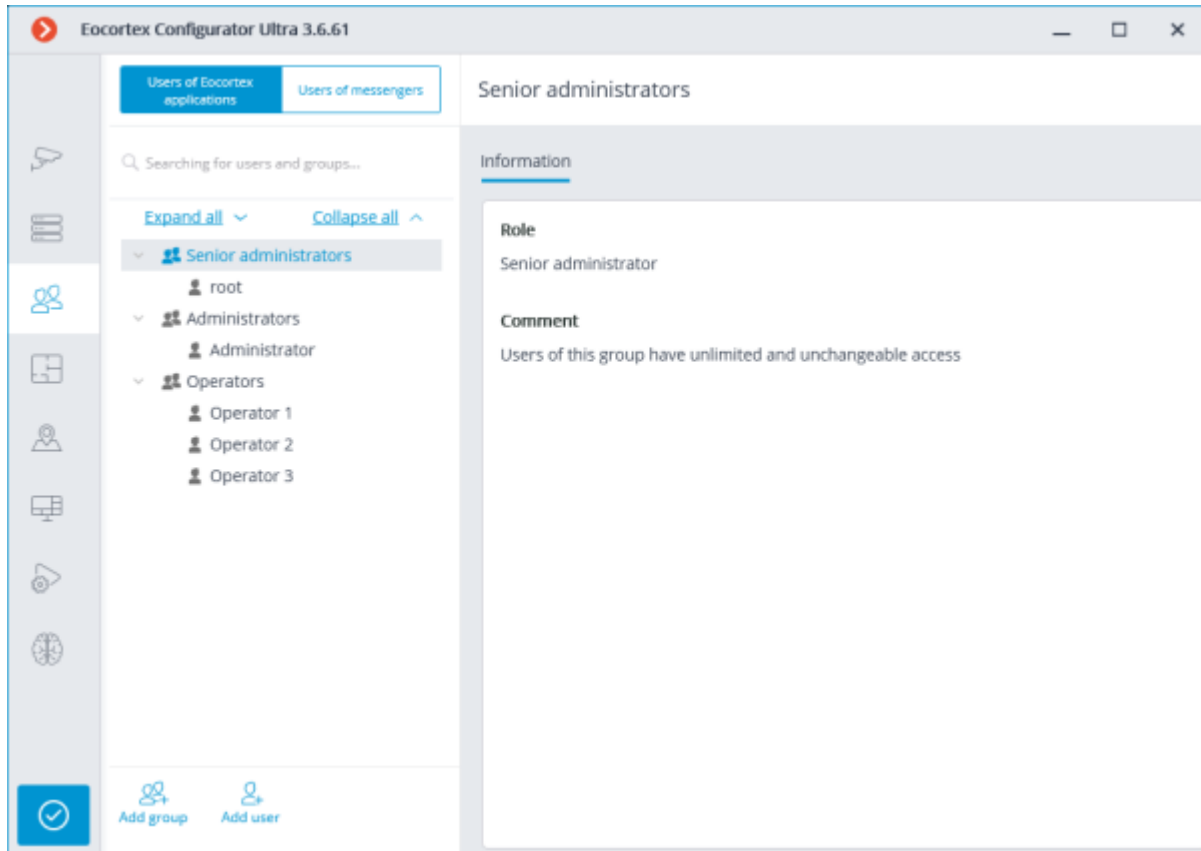 Eocortex Configurator Ultra 3.6.61
Users of Eocortex
applications
Users of messengers
Searching for users and groups...
Expand all
Collapse all
Senior administrators
root
Administrators
Administrator
Operators
Operator 1
Operator 2
Operator 3
Add group
Add user
Senior administrators
Information
Role
Senior administrator
Comment
Users of this group have unlimited and unchangeable access